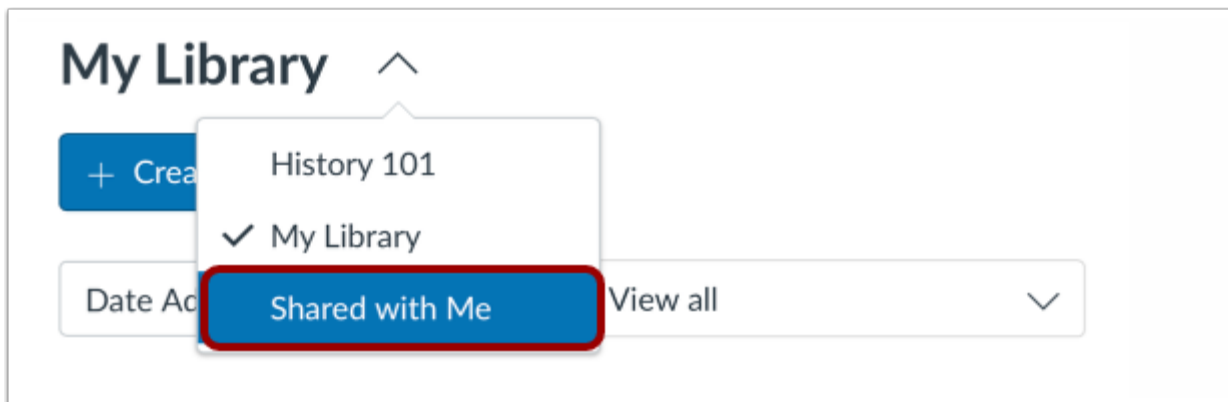 My Library
+ Crea
History 101
My Library
Date Ad
Shared with Me
View all